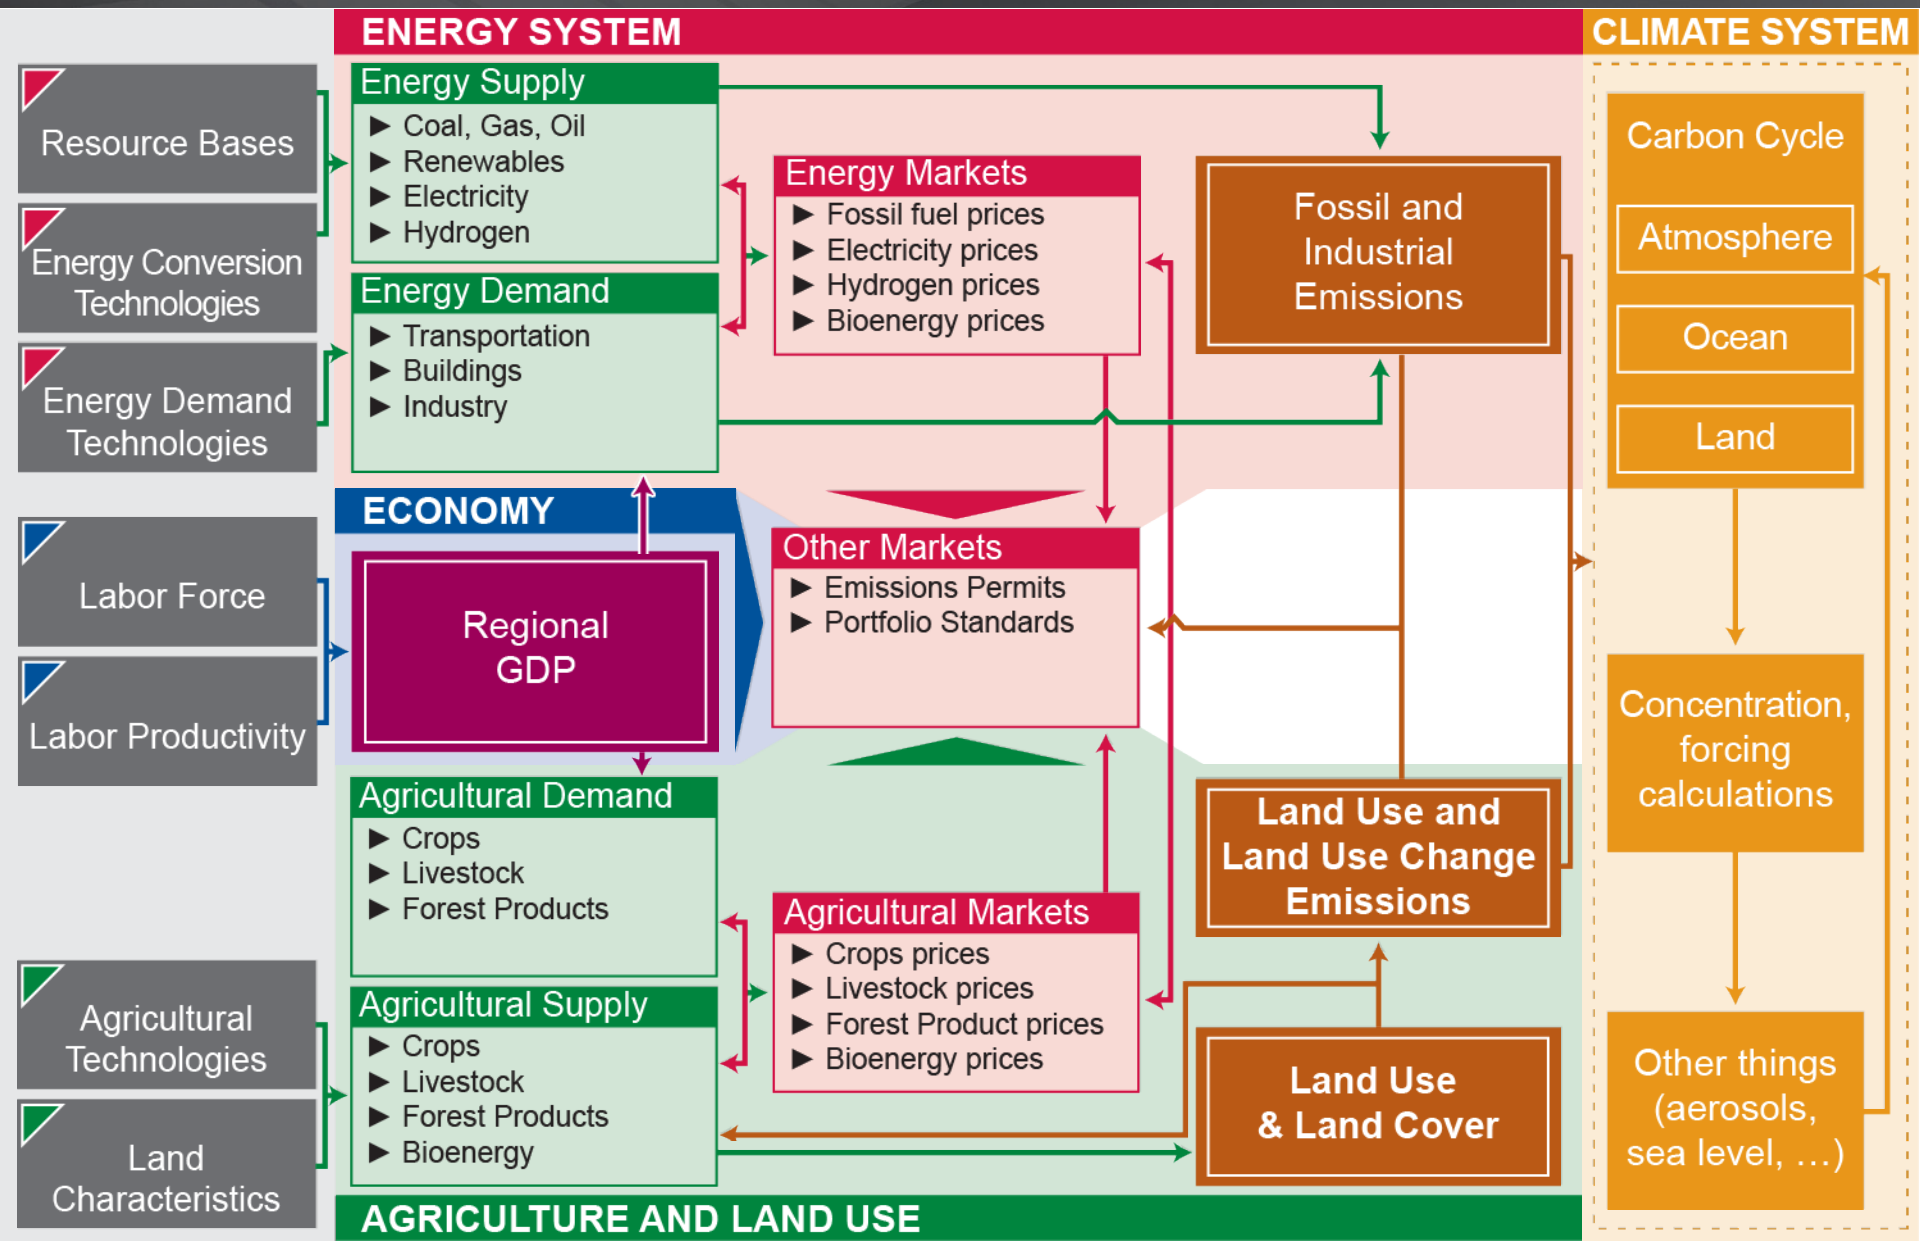 ENERGY SYSTEM
CLIMATE SYSTEM
Resource Bases
Energy Conversion
Technologies
Energy Demand
Technologies
Labor Force
Labor Productivity
Agricultural
Technologies
Land
Characteristics
Energy Supply
► Coal, Gas, Oil
► Renewables
► Electricity
► Hydrogen
Energy Demand
► Transportation
► Buildings
► Industry
Energy Markets
► Fossil fuel prices
► Electricity prices
► Hydrogen prices
► Bioenergy prices
Fossil and
Industrial
Emissions
ECONOMY
Regional
GDP
Other Markets
► Emissions Permits
► Portfolio Standards
Agricultural Demand
► Crops
► Livestock
► Forest Products
Agricultural Supply
► Crops
► Livestock
► Forest Products
► Bioenergy
Agricultural Markets
► Crops prices
► Livestock prices
► Forest Product prices
► Bioenergy prices
Land Use and
Land Use Change
Emissions
Land Use
& Land Cover
AGRICULTURE AND LAND USE
Carbon Cycle
Atmosphere
Ocean
Land
Concentration,
forcing
calculations
Other things
(aerosols,
sea level, …)